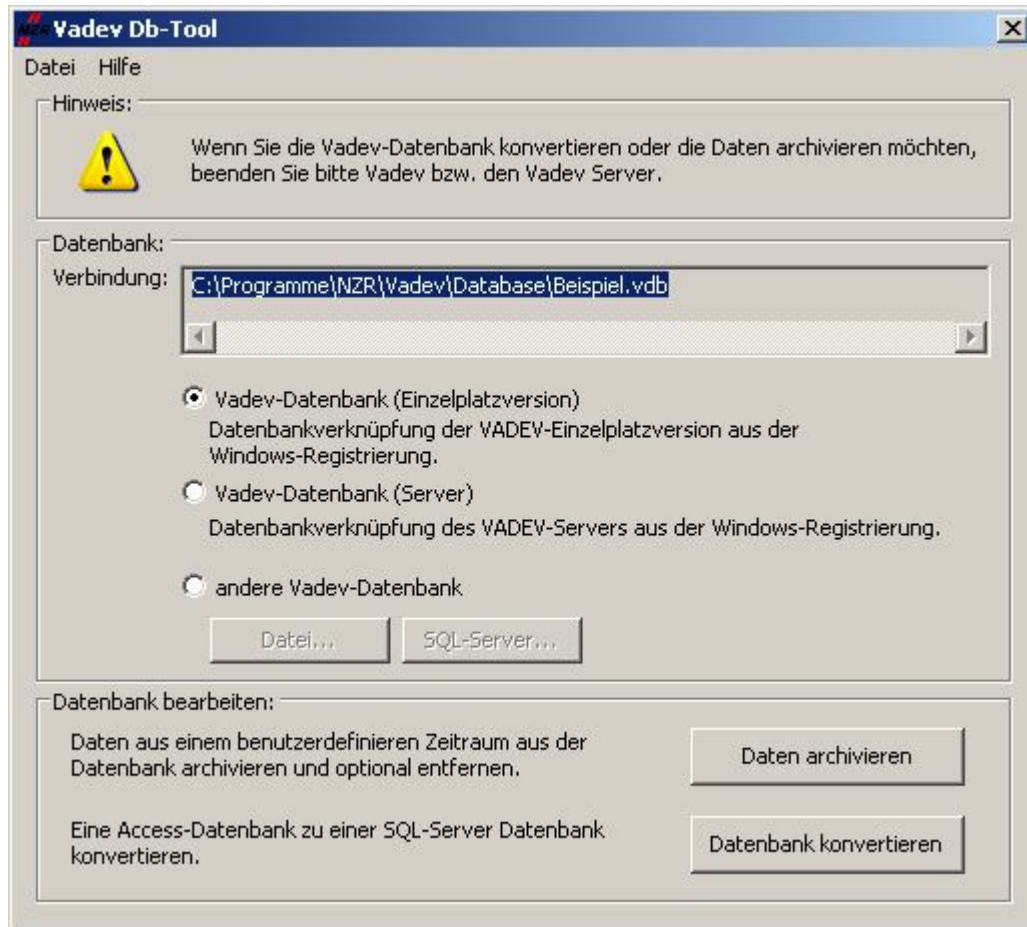 NZR Vadev Db-Tool
Datei Hilfe
Hinweis:
Wenn Sie die Vadev-Datenbank konvertieren oder die Daten archivieren möchten,
beenden Sie bitte Vadev bzw. den Vadev Server.
Datenbank:
Verbindung: C:\Programme\NZR\Vadev\Database\Beispiel.vdb
Vadev-Datenbank (Einzelplatzversion)
Datenbankverknüpfung der VADEV-Einzelplatzversion aus der
Windows-Registrierung.
Vadev-Datenbank (Server)
Datenbankverknüpfung des VADEV-Servers aus der Windows-Registrierung.
andere Vadev-Datenbank
Datei... SQL-Server...
Datenbank bearbeiten:
Daten aus einem benutzerdefinieren Zeitraum aus der
Datenbank archivieren und optional entfernen.
Daten archivieren
Eine Access-Datenbank zu einer SQL-Server Datenbank
konvertieren.
Datenbank konvertieren